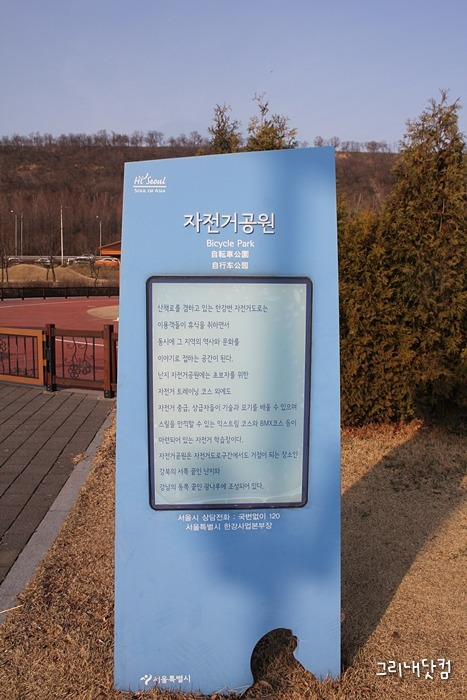 Hi Seoul
SOUL OF ASIA
자전거공원
Bicycle Park
自転車公園
自行车公园
산책로를 겸하고 있는 한강변 자전거도로는
이용객들이 휴식을 취하면서
동시에 그 지역의 역사와 문화를
이야기로 접하는 공간이 된다.
난지 자전거공원에는 초보자를 위한
자전거 트레이닝 코스 외에도
자전거 중급, 상급자들이 기술과 묘기를 배울 수 있으며
스릴을 만끽할 수 있는 익스트림 코스와 BMX코스 등이
마련되어 있는 자전거 학습장이다.
자전거공원은 자전거도로구간에서도 거점이 되는 장소인
강북의 서쪽 끝인 난지와
강남의 동쪽 끝인 광나루에 조성되어 있다.
서울시 상담전화 : 국번없이 120
서울특별시 한강사업본부장
서울특별시
그리내닷컴